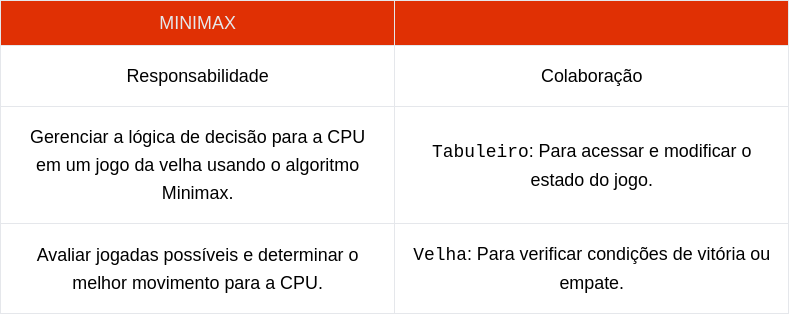 MINIMAX
Responsabilidade
Colaboração
Gerenciar a lógica de decisão para a CPU
em um jogo da velha usando o algoritmo
Minimax.
Tabuleiro: Para acessar e modificar o
estado do jogo.
Avaliar jogadas possíveis e determinar o
melhor movimento para a CPU.
Velha: Para verificar condições de vitória ou
empate.